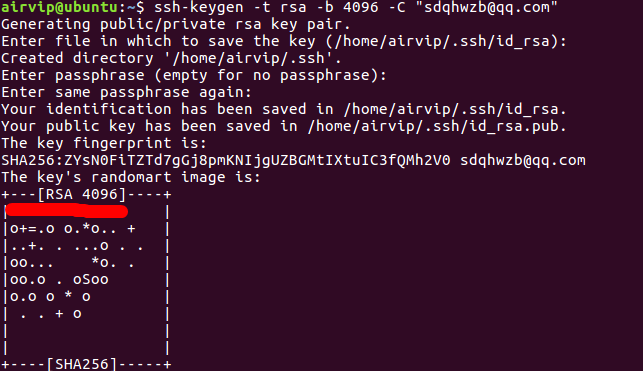 airvip@ubuntu:~$ ssh-keygen -t rsa -b 4096 -C "sdqhwzb@qq.com"
Generating public/private rsa key pair.
Enter file in which to save the key (/home/airvip/.ssh/id_rsa):
Created directory '/home/airvip/.ssh'.
Enter passphrase (empty for no passphrase):
Enter same passphrase again:
Your identification has been saved in /home/airvip/.ssh/id_rsa.
Your public key has been saved in /home/airvip/.ssh/id_rsa.pub.
The key fingerprint is:
SHA256:ZYsN0FiTZTd7gGj8pmKNIjgUZBGMtIXtuIC3fQMh2V0 sdqhwzb@qq.com
The key's randomart image is:
+---[RSA 4096]----+
|                 |
|o+=.o o.*o.. +   |
|..+. . ...o . .  |
|oo...    *o. .   |
|oo.o . oSoo      |
|o.o o * o        |
| . . + o         |
|                 |
|                 |
+----[SHA256]-----+